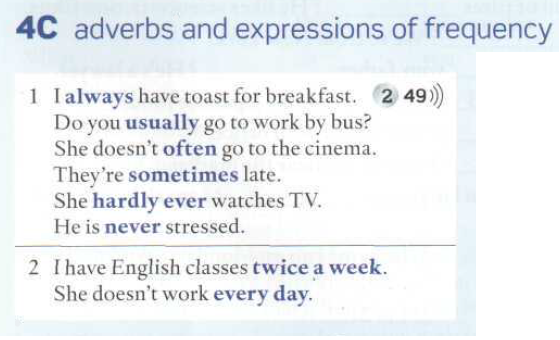 4C adverbs and expressions of frequency
1 I always have toast for breakfast. 2 49))
Do you usually go to work by bus?
She doesn't often go to the cinema.
They're sometimes late.
She hardly ever watches TV.
He is never stressed.
2 I have English classes twice a week.
She doesn't work every day.